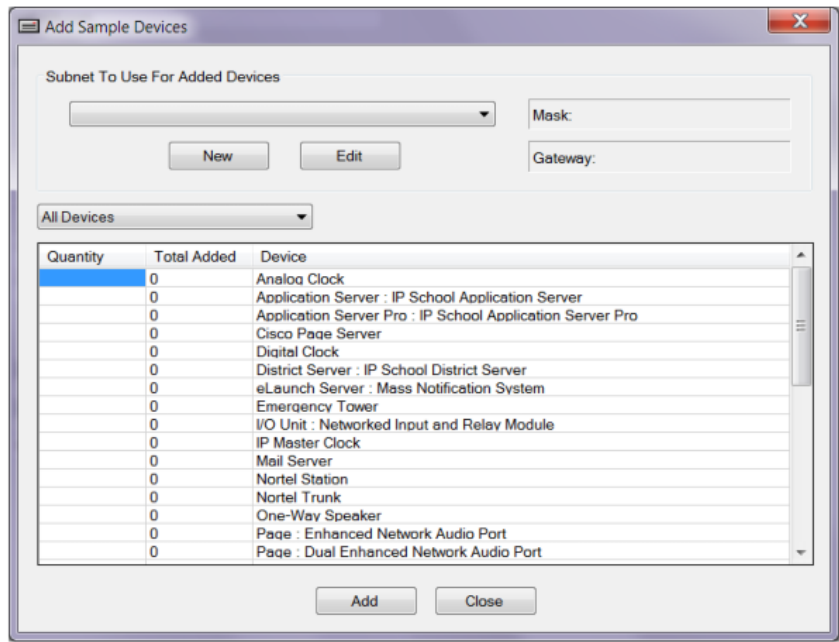 Add Sample Devices
Subnet To Use For Added Devices
Mask:
New Edit
Gateway:
All Devices
Quantity Total Added Device
0 Analog Clock
0 Application Server : IP School Application Server
0 Application Server Pro : IP School Application Server Pro
0 Cisco Page Server
0 Digital Clock
0 District Server : IP School District Server
0 eLaunch Server : Mass Notification System
0 Emergency Tower
0 I/O Unit : Networked Input and Relay Module
0 IP Master Clock
0 Mail Server
0 Nortel Station
0 Nortel Trunk
0 One-Way Speaker
0 Page : Enhanced Network Audio Port
0 Page : Dual Enhanced Network Audio Port
Add Close